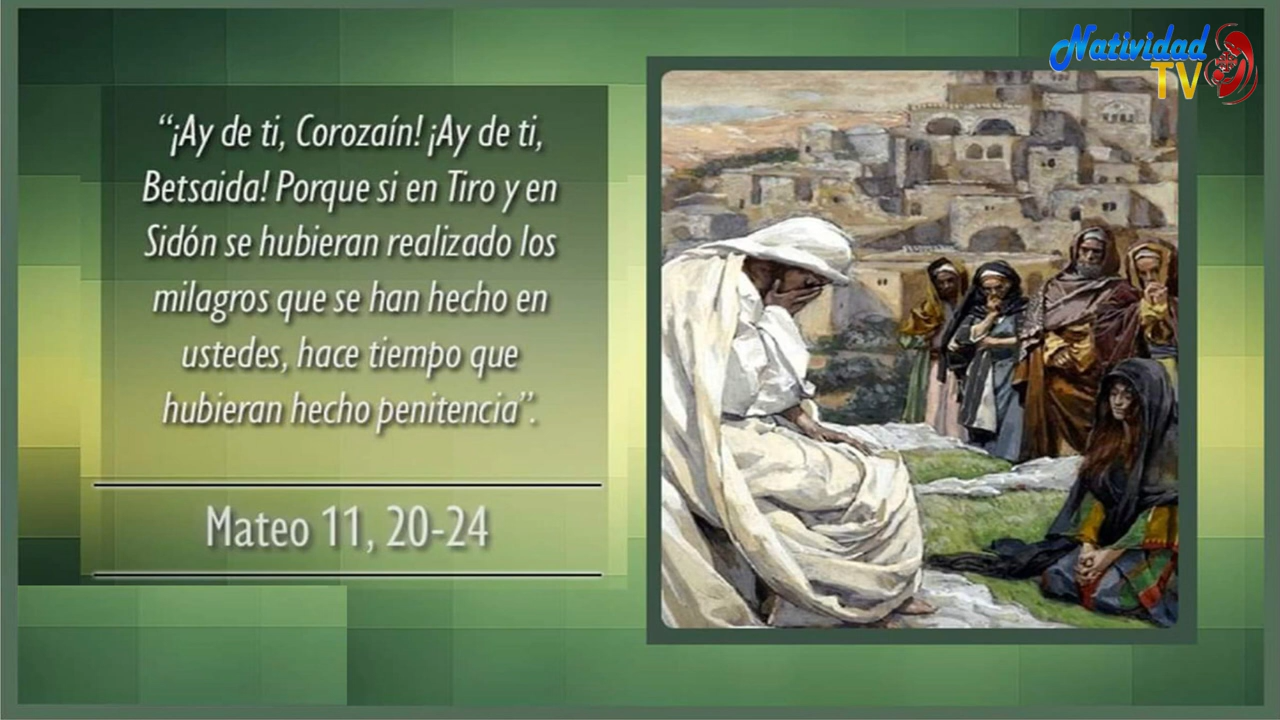 “¡Ay de ti, Corozaín! ¡Ay de ti,
Betsaida! Porque si en Tiro y en
Sidón se hubieran realizado los
milagros que se han hecho en
ustedes, hace tiempo que
hubieran hecho penitencia”.
Mateo 11, 20-24
Natividad
TV